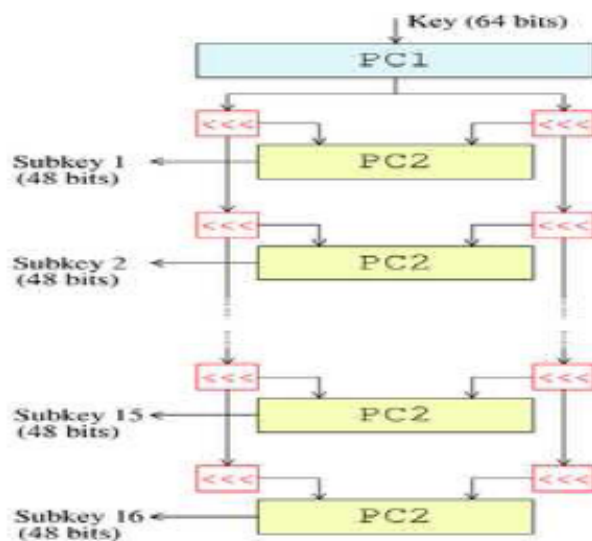 Key (64 bits)
PC1
<<< <<<
Subkey 1
(48 bits)
PC2
<<< <<<
Subkey 2
(48 bits)
PC2
<<< <<<
Subkey 15
(48 bits)
PC2
<<< <<<
Subkey 16
(48 bits)
PC2